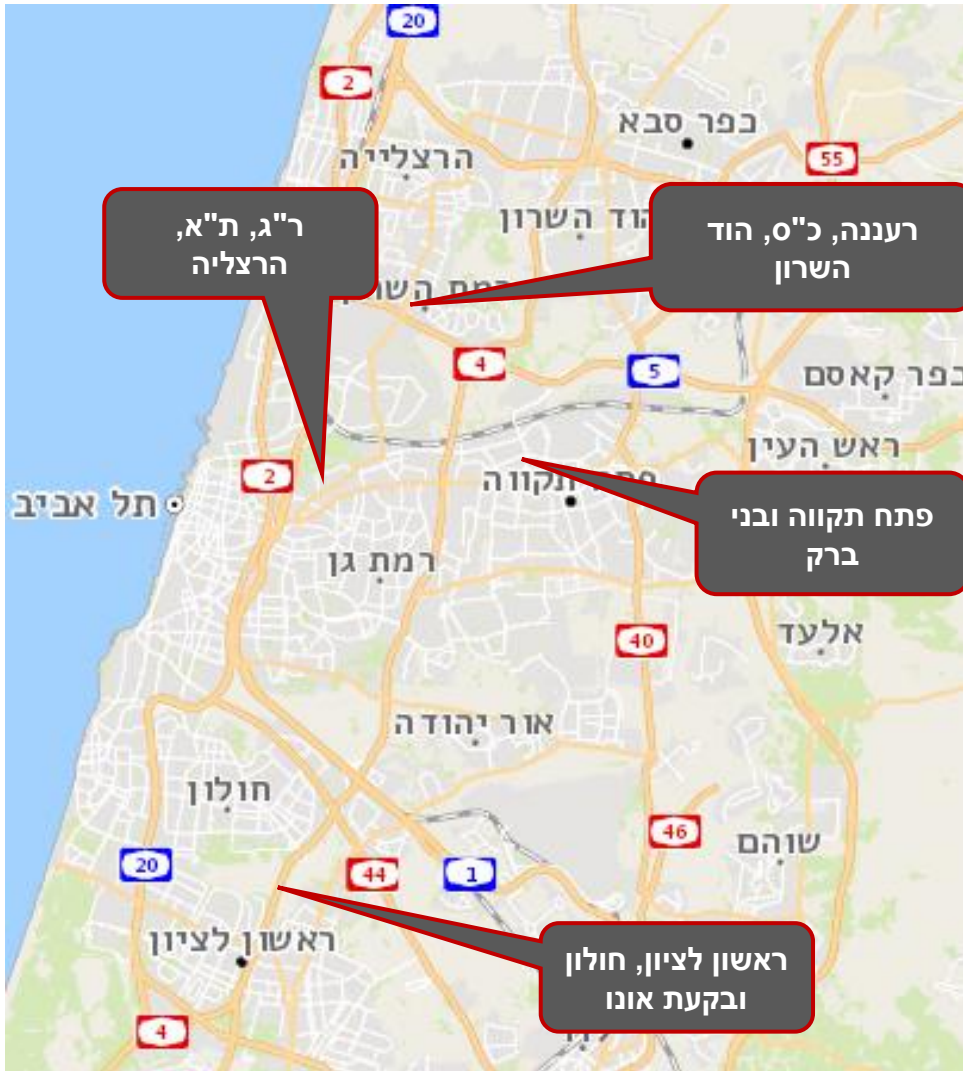 20
2
כפר סבא
הרצלייה
55
ר"ג, ת"א,
הרצליה
רעננה, כ"ס, הוד
השרון
הוד השרון
השרון
4
5
כפר קאסם
ראש העין
2
פתח תקווה
תל אביב
פתח תקווה ובני
ברק
רמת גן
40
אלעד
אור יהודה
חולון
46
שוהם
20
44
1
ראשון לציון
ראשון לציון, חולון
ובקעת אונו
4